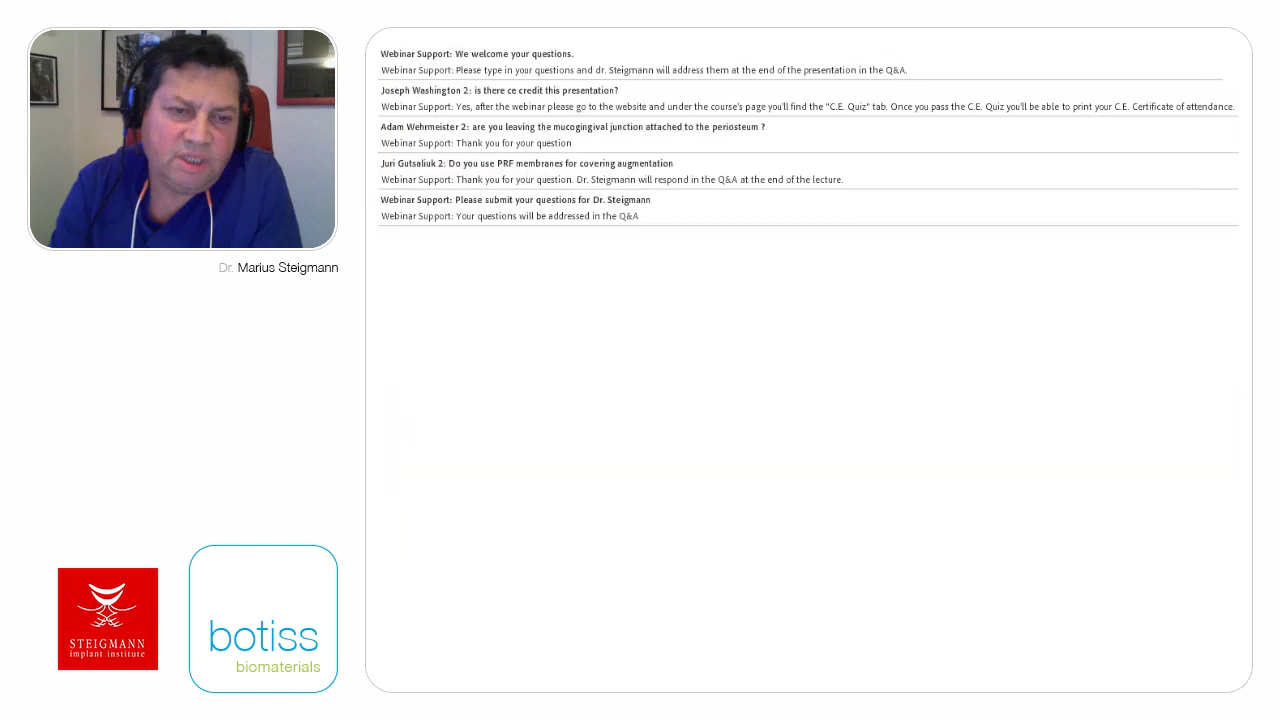 Webinar Support: We welcome your questions.
Webinar Support: Please type in your questions and dr. Steigmann will address them at the end of the presentation in the Q&A.
Joseph Washington 2: is there ce credit this presentation?
Webinar Support: Yes, after the webinar please go to the website and under the course's page you'll find the "C.E. Quiz" tab. Once you pass the C.E. Quiz you'll be able to print your C.E. Certificate of attendance.
Adam Wehrmeister 2: are you leaving the mucogingival junction attached to the periosteum ?
Webinar Support: Thank you for your question
Juri Gutsaliuk 2: Do you use PRF membranes for covering augmentation
Webinar Support: Thank you for your question. Dr. Steigmann will respond in the Q&A at the end of the lecture.
Webinar Support: Please submit your questions for Dr. Steigmann
Webinar Support: Your questions will be addressed in the Q&A
Dr. Marius Steigmann
STEIGMANN
implant institute
botiss
biomaterials